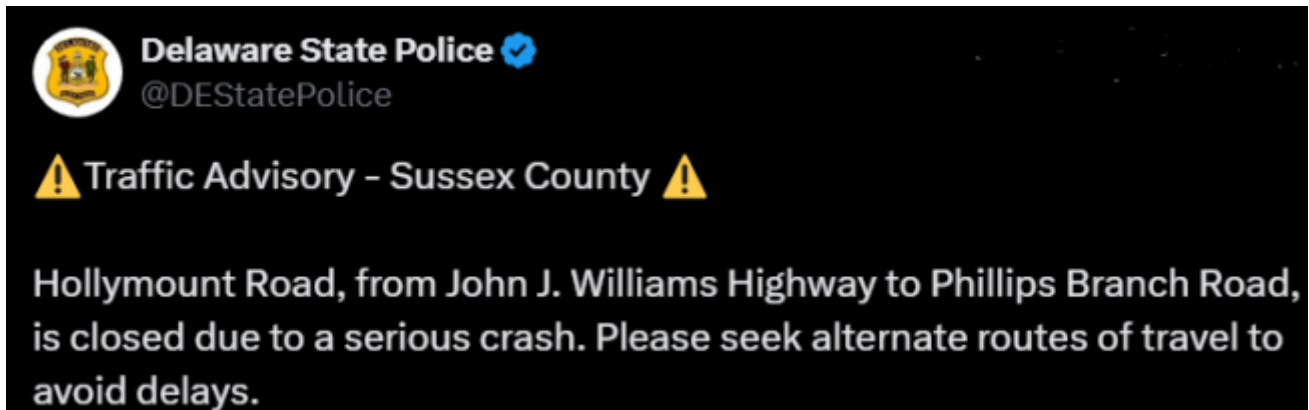 Delaware State Police
@DEStatePolice
⚠️Traffic Advisory - Sussex County ⚠️
Hollymount Road, from John J. Williams Highway to Phillips Branch Road,
is closed due to a serious crash. Please seek alternate routes of travel to
avoid delays.